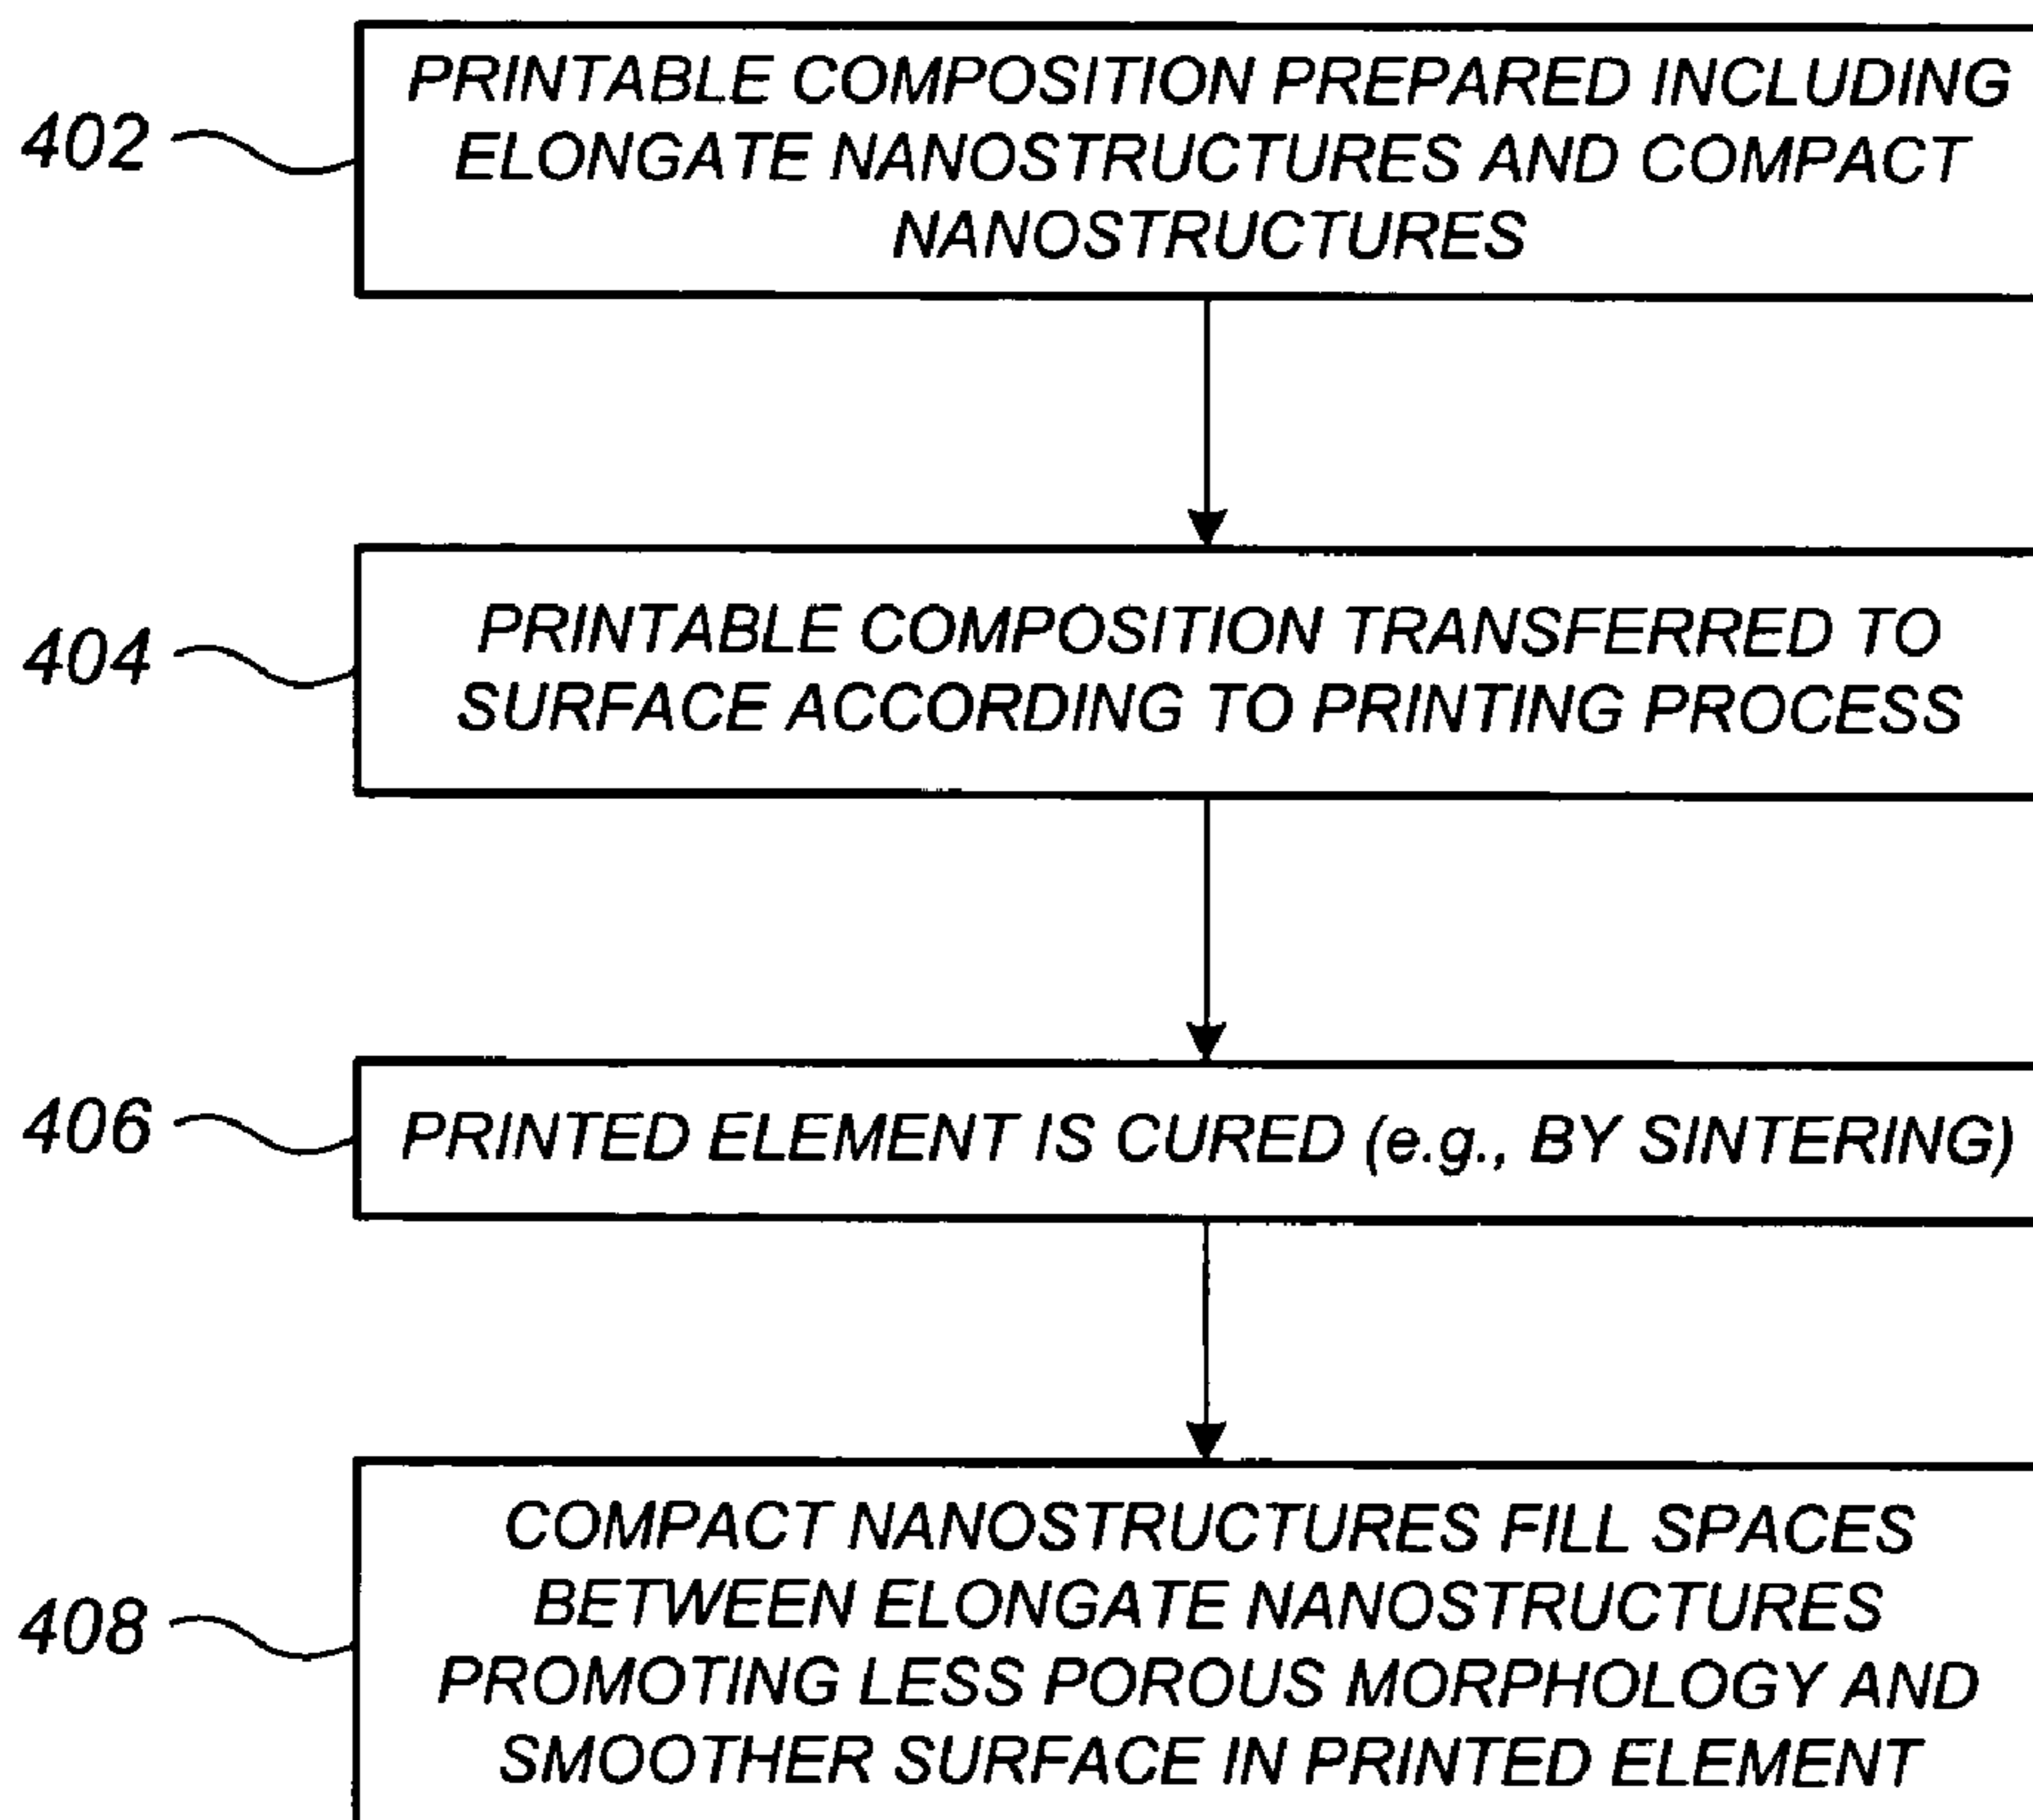 402
PRINTABLE COMPOSITION PREPARED INCLUDING
ELONGATE NANOSTRUCTURES AND COMPACT
NANOSTRUCTURES
404
PRINTABLE COMPOSITION TRANSFERRED TO
SURFACE ACCORDING TO PRINTING PROCESS
406
PRINTED ELEMENT IS CURED (e.g., BY SINTERING)
408
COMPACT NANOSTRUCTURES FILL SPACES
BETWEEN ELONGATE NANOSTRUCTURES
PROMOTING LESS POROUS MORPHOLOGY AND
SMOOTHER SURFACE IN PRINTED ELEMENT